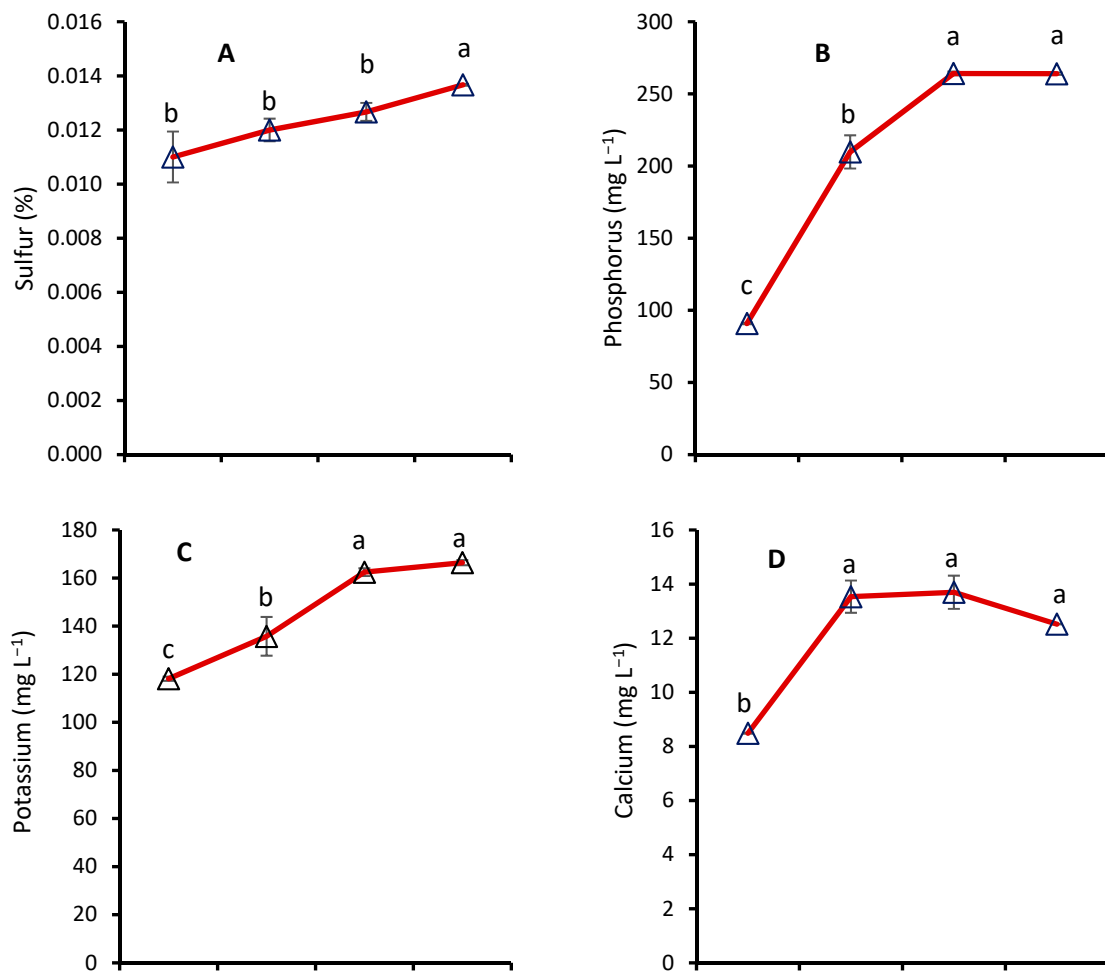 A
Sulfur (%)
0.016
0.014
0.012
0.010
0.008
0.006
0.004
0.002
0.000
b
b
b
a
B
Phosphorus (mg L⁻¹)
300
250
200
150
100
50
0
c
b
a
a
C
Potassium (mg L⁻¹)
180
160
140
120
100
80
60
40
20
0
c
b
a
a
D
Calcium (mg L⁻¹)
16
14
12
10
8
6
4
2
0
b
a
a
a